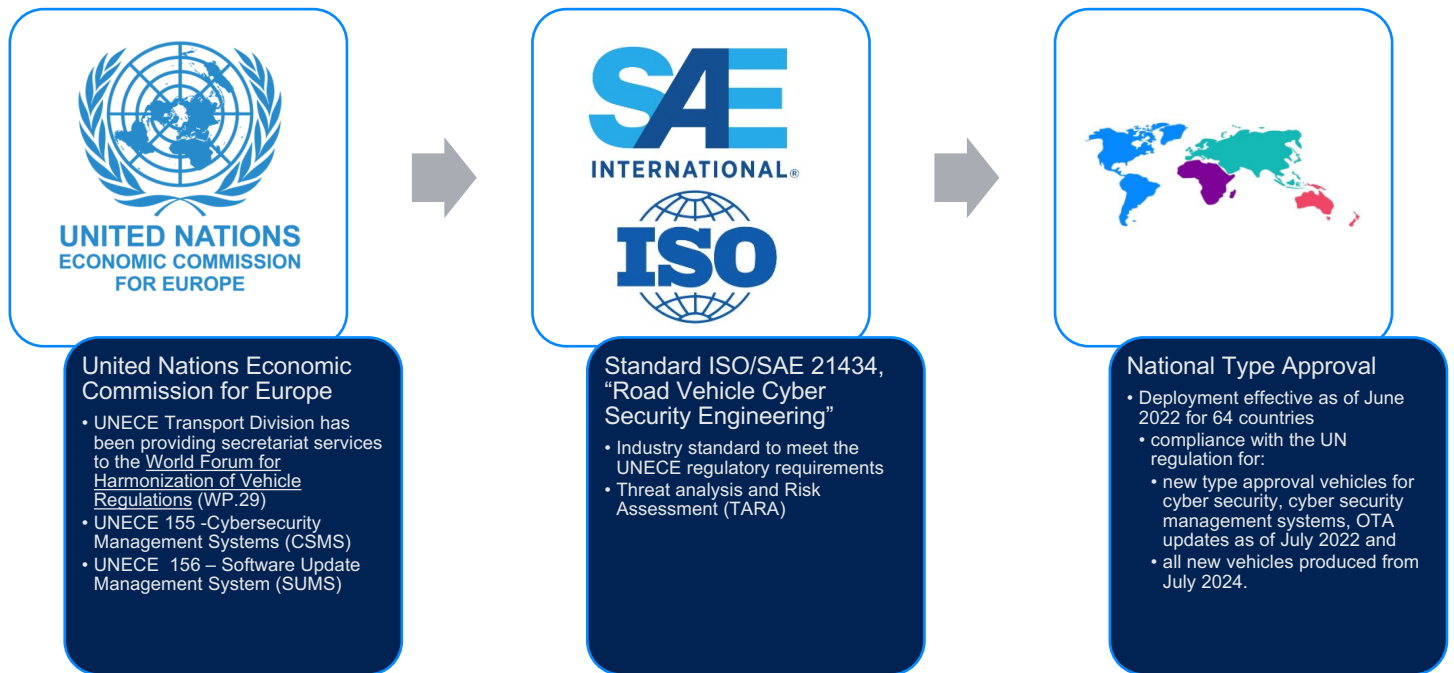 UNITED NATIONS
ECONOMIC COMMISSION
FOR EUROPE
United Nations Economic
Commission for Europe
• UNECE Transport Division has
been providing secretariat services
to the World Forum for
Harmonization of Vehicle
Regulations (WP.29)
• UNECE 155 -Cybersecurity
Management Systems (CSMS)
• UNECE  156 – Software Update
Management System (SUMS)
SAE
INTERNATIONAL®
ISO
Standard ISO/SAE 21434,
“Road Vehicle Cyber
Security Engineering”
• Industry standard to meet the
UNECE regulatory requirements
• Threat analysis and Risk
Assessment (TARA)
National Type Approval
• Deployment effective as of June
2022 for 64 countries
• compliance with the UN
regulation for:
• new type approval vehicles for
cyber security, cyber security
management systems, OTA
updates as of July 2022 and
• all new vehicles produced from
July 2024.